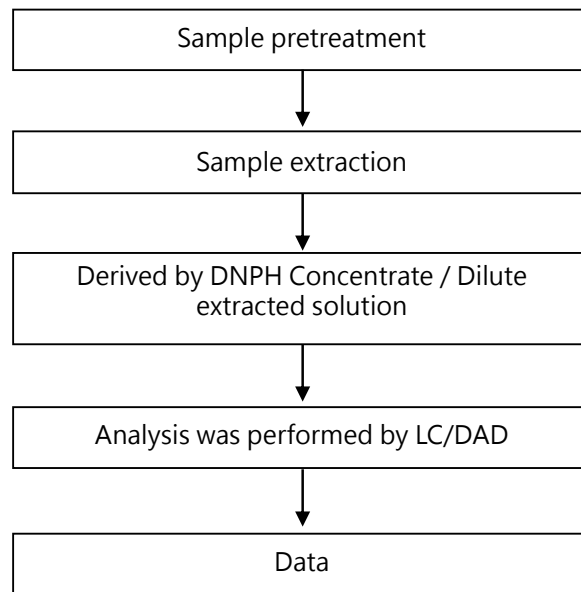 Sample pretreatment
Sample extraction
Derived by DNPH Concentrate / Dilute
extracted solution
Analysis was performed by LC/DAD
Data